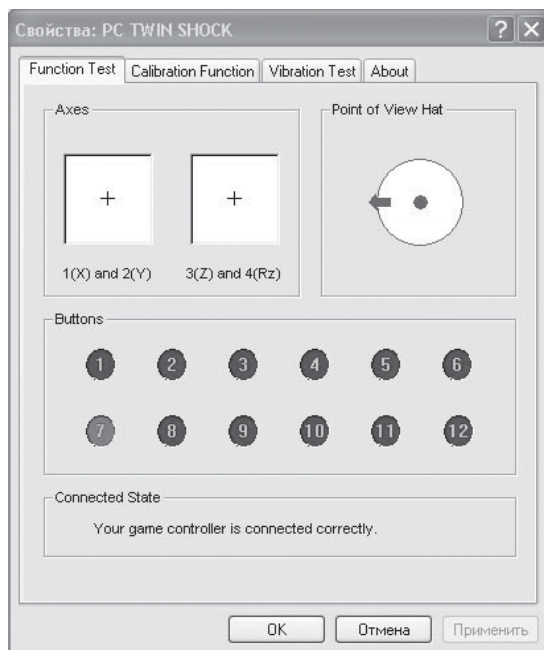 Свойства: PC TWIN SHOCK
Function Test Calibration Function Vibration Test About
Axes
Point of View Hat
1(X) and 2(Y) 3(Z) and 4(Rz)
Buttons
1 2 3 4 5 6
7 8 9 10 11 12
Connected State
Your game controller is connected correctly.
OK Отмена Применить